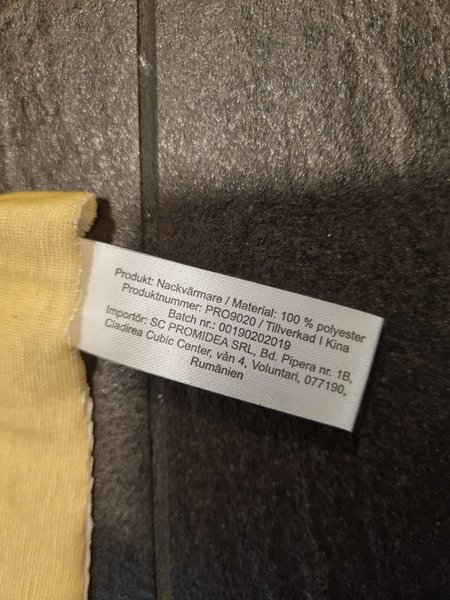 Produkt: Nackvärmare / Material: 100 % polyester
Produktnummer: PRO9020 / Tillverkad I Kina
Batch nr.: 00190202019
Importör: SC PROMIDEA SRL, Bd. Pipera nr. 1B,
Cladirea Cubic Center, vån 4, Voluntari, 077190,
Rumänien